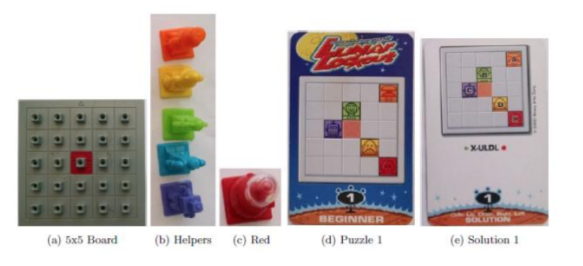 LUNAR
LOCKOUT
1
BEGINNER
X-ULDL
1
SOLUTION
(a) 5x5 Board
(b) Helpers
(c) Red
(d) Puzzle 1
(e) Solution 1